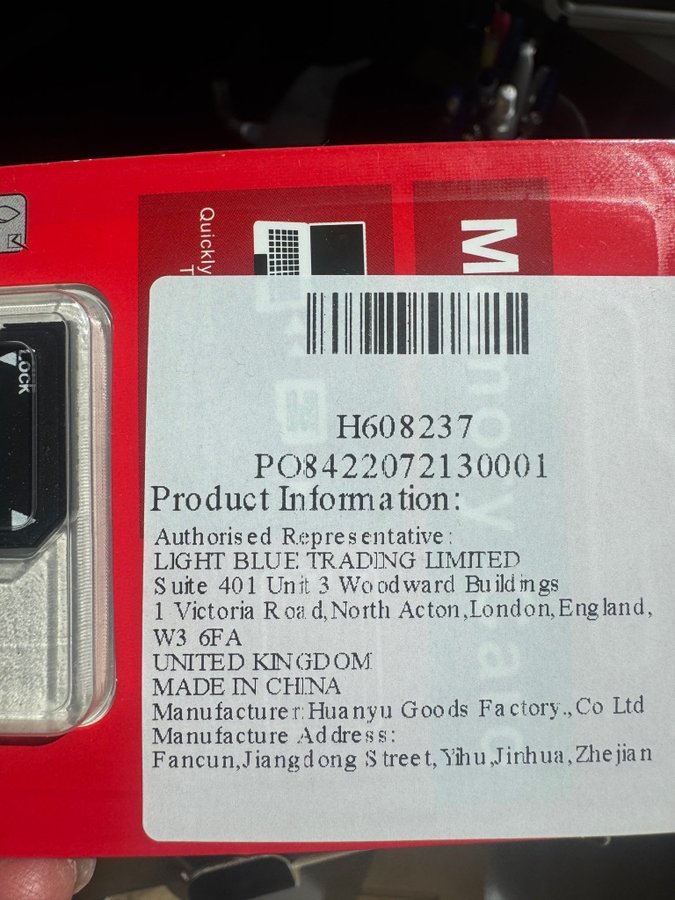 Quickly
LOCK
M
H608237
PO8422072130001
Product Information:
Authorised Representative:
LIGHT BLUE TRADING LIMITED
Suite 401 Unit 3 Woodward Buildings
1 Victoria Road,North Acton,London,England,
W3 6FA
UNITED KINGDOM
MADE IN CHINA
Manufacturer:Huanyu Goods Factory.,Co Ltd
Manufacture Address:
Fancun,Jiangdong Street,Yihu,Jinhua,Zhejian